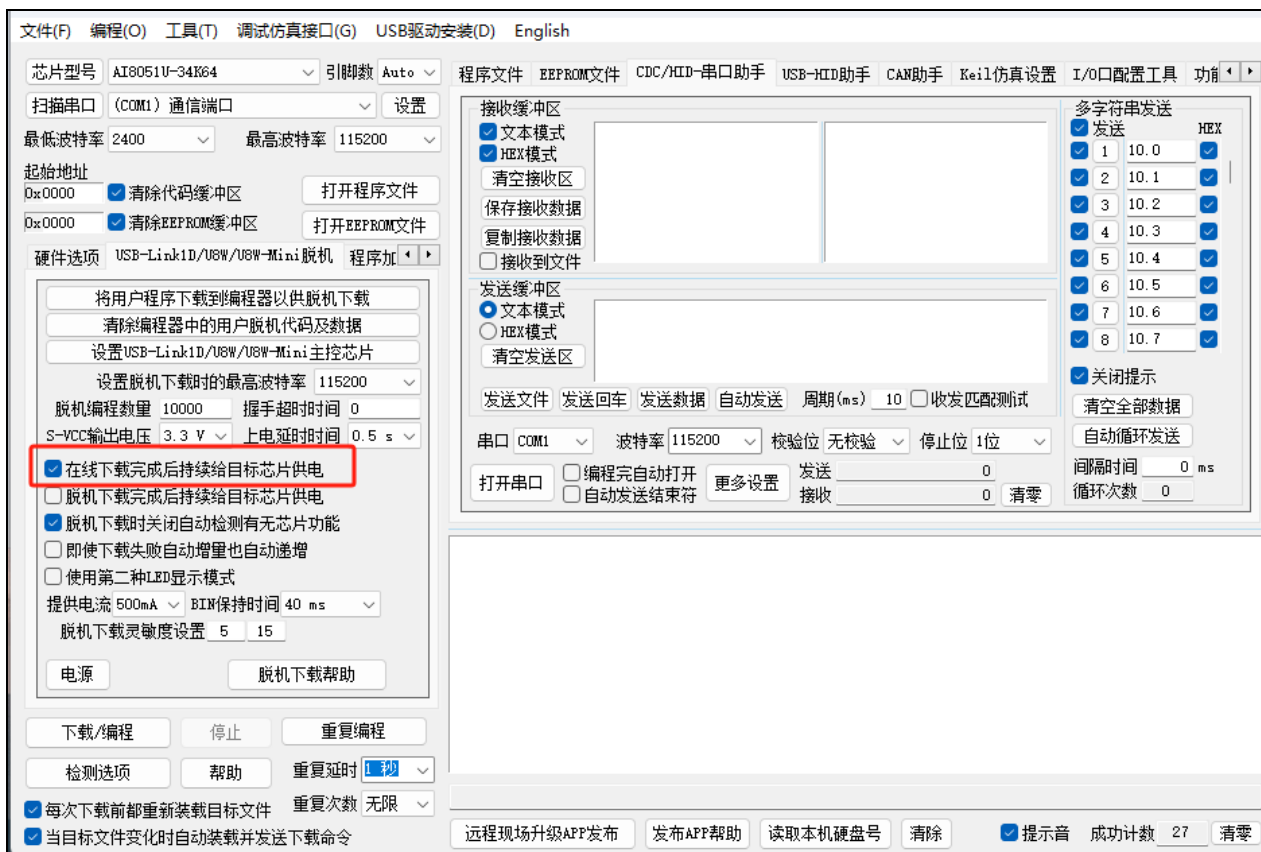 文件(F) 编程(O) 工具(T) 调试仿真接口(G) USB驱动安装(D) English
芯片型号 AI8051U-34K64 引脚数 Auto
扫描串口 (COM1) 通信端口 设置
最低波特率 2400 最高波特率 115200
起始地址
0x0000 清除代码缓冲区 打开程序文件
0x0000 清除EEPROM缓冲区 打开EEPROM文件
硬件选项 USB-Link1D/U8W/U8W-Mini脱机 程序加
将用户程序下载到编程器以供脱机下载
清除编程器中的用户脱机代码及数据
设置USB-Link1D/U8W/U8W-Mini主控芯片
设置脱机下载时的最高波特率 115200
脱机编程数量 10000 握手超时时间 0
S-VCC输出电压 3.3 V 上电延时时间 0.5 s
在线下载完成后持续给目标芯片供电
脱机下载完成后持续给目标芯片供电
脱机下载时关闭自动检测有无芯片功能
即使下载失败自动增量也自动递增
使用第二种LED显示模式
提供电流 500mA BIN保持时间 40 ms
脱机下载灵敏度设置 5 15
电源 脱机下载帮助
下载/编程 停止 重复编程
检测选项 帮助 重复延时 1 秒
每次下载前都重新装载目标文件 重复次数 无限
当目标文件变化时自动装载并发送下载命令
程序文件 EEPROM文件 CDC/HID-串口助手 USB-HID助手 CAN助手 Keil仿真设置 I/O口配置工具 功能
接收缓冲区
文本模式
HEX模式
清空接收区
保存接收数据
复制接收数据
接收到文件
发送缓冲区
文本模式
HEX模式
清空发送区
发送文件 发送回车 发送数据 自动发送 周期(ms) 10 收发匹配测试
串口 COM1 波特率 115200 校验位 无校验 停止位 1位
打开串口 编程完自动打开 更多设置 发送 0
自动发送结束符 接收 0 清零
多字符串发送
发送 HEX
1 10.0
2 10.1
3 10.2
4 10.3
5 10.4
6 10.5
7 10.6
8 10.7
关闭提示
清空全部数据
自动循环发送
间隔时间 0 ms
循环次数 0
远程现场升级APP发布 发布APP帮助 读取本机硬盘号 清除 提示音 成功计数 27 清零